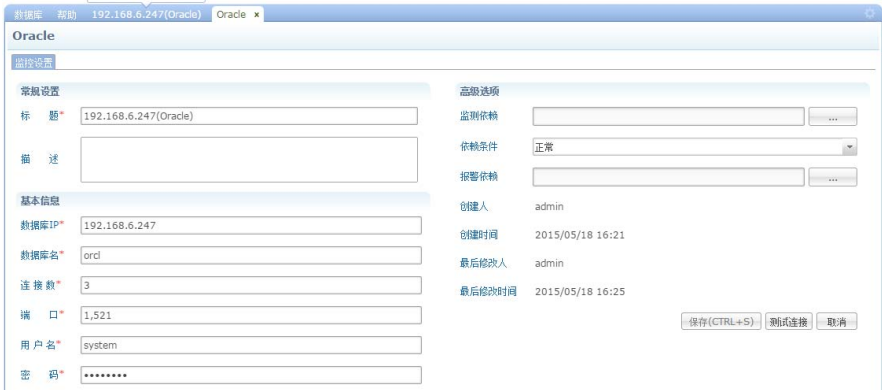 数据库 帮助 192.168.6.247(Oracle) Oracle ×
Oracle
监控设置
常规设置
标 题* 192.168.6.247(Oracle)
描 述
基本信息
数据库IP* 192.168.6.247
数据库名* orcl
连 接 数* 3
端 口* 1,521
用 户 名* system
密 码* ••••••••
高级选项
监测依赖 ...
依赖条件 正常
报警依赖 ...
创建人 admin
创建时间 2015/05/18 16:21
最后修改人 admin
最后修改时间 2015/05/18 16:25
保存(CTRL+S) 测试连接 取消